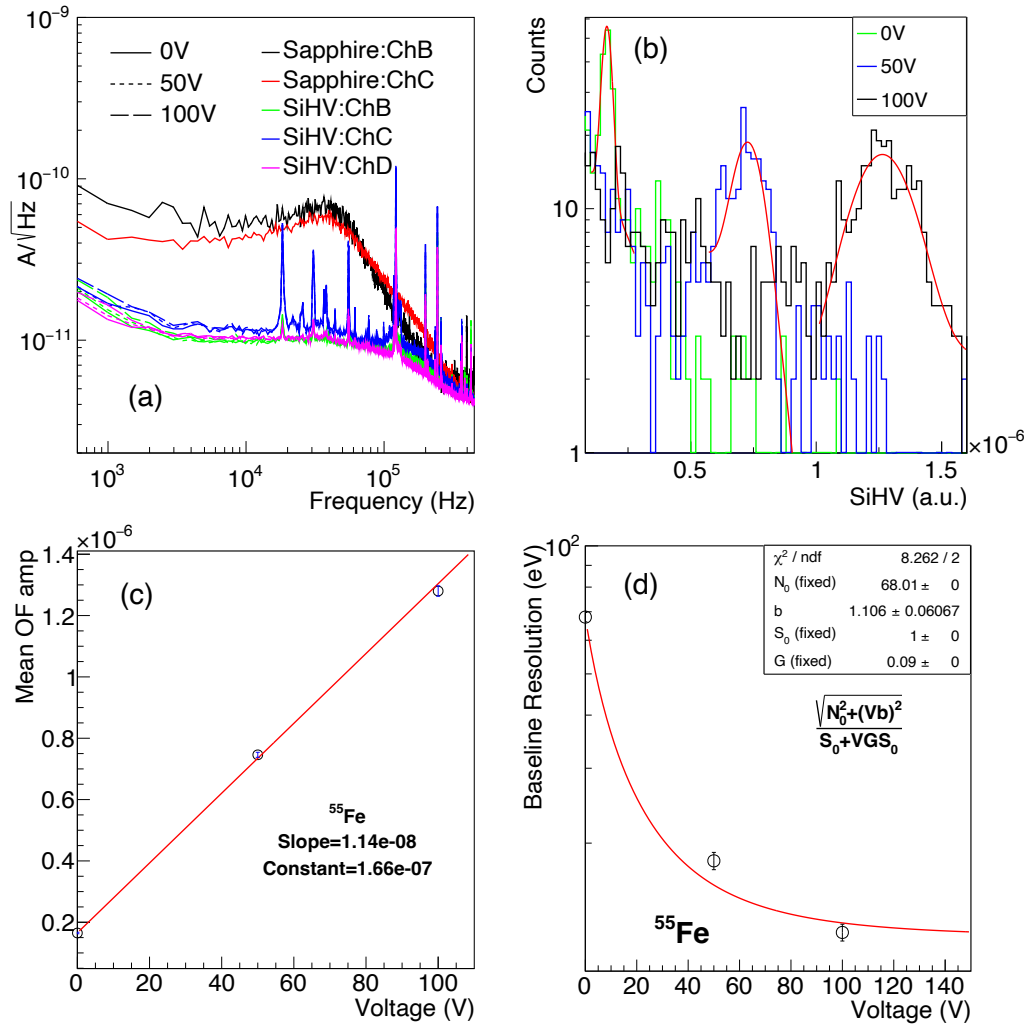 10⁻⁹
10⁻¹⁰
10⁻¹¹
A/√Hz
0V
50V
100V
Sapphire:ChB
Sapphire:ChC
SiHV:ChB
SiHV:ChC
SiHV:ChD
(a)
10³
10⁴
10⁵
Frequency (Hz)
Counts
10
1
(b)
0V
50V
100V
0.5
1
1.5
×10⁻⁶
SiHV (a.u.)
×10⁻⁶
Mean OF amp
1.4
1.2
1
0.8
0.6
0.4
0.2
(c)
⁵⁵Fe
Slope=1.14e-08
Constant=1.66e-07
0
20
40
60
80
100
Voltage (V)
Baseline Resolution (eV)
10²
(d)
χ² / ndf 8.262 / 2
N₀ (fixed) 68.01 ± 0
b 1.106 ± 0.06067
S₀ (fixed) 1 ± 0
G (fixed) 0.09 ± 0
√N₀²+(Vb)²
S₀+VGS₀
⁵⁵Fe
0
20
40
60
80
100
120
140
Voltage (V)